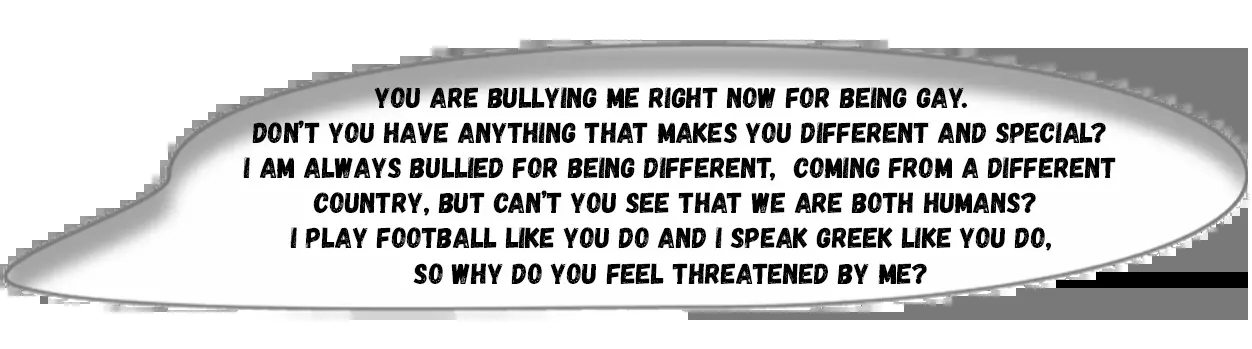 YOU ARE BULLYING ME RIGHT NOW FOR BEING GAY.
DON'T YOU HAVE ANYTHING THAT MAKES YOU DIFFERENT AND SPECIAL?
I AM ALWAYS BULLIED FOR BEING DIFFERENT, COMING FROM A DIFFERENT
COUNTRY, BUT CAN'T YOU SEE THAT WE ARE BOTH HUMANS?
I PLAY FOOTBALL LIKE YOU DO AND I SPEAK GREEK LIKE YOU DO,
SO WHY DO YOU FEEL THREATENED BY ME?